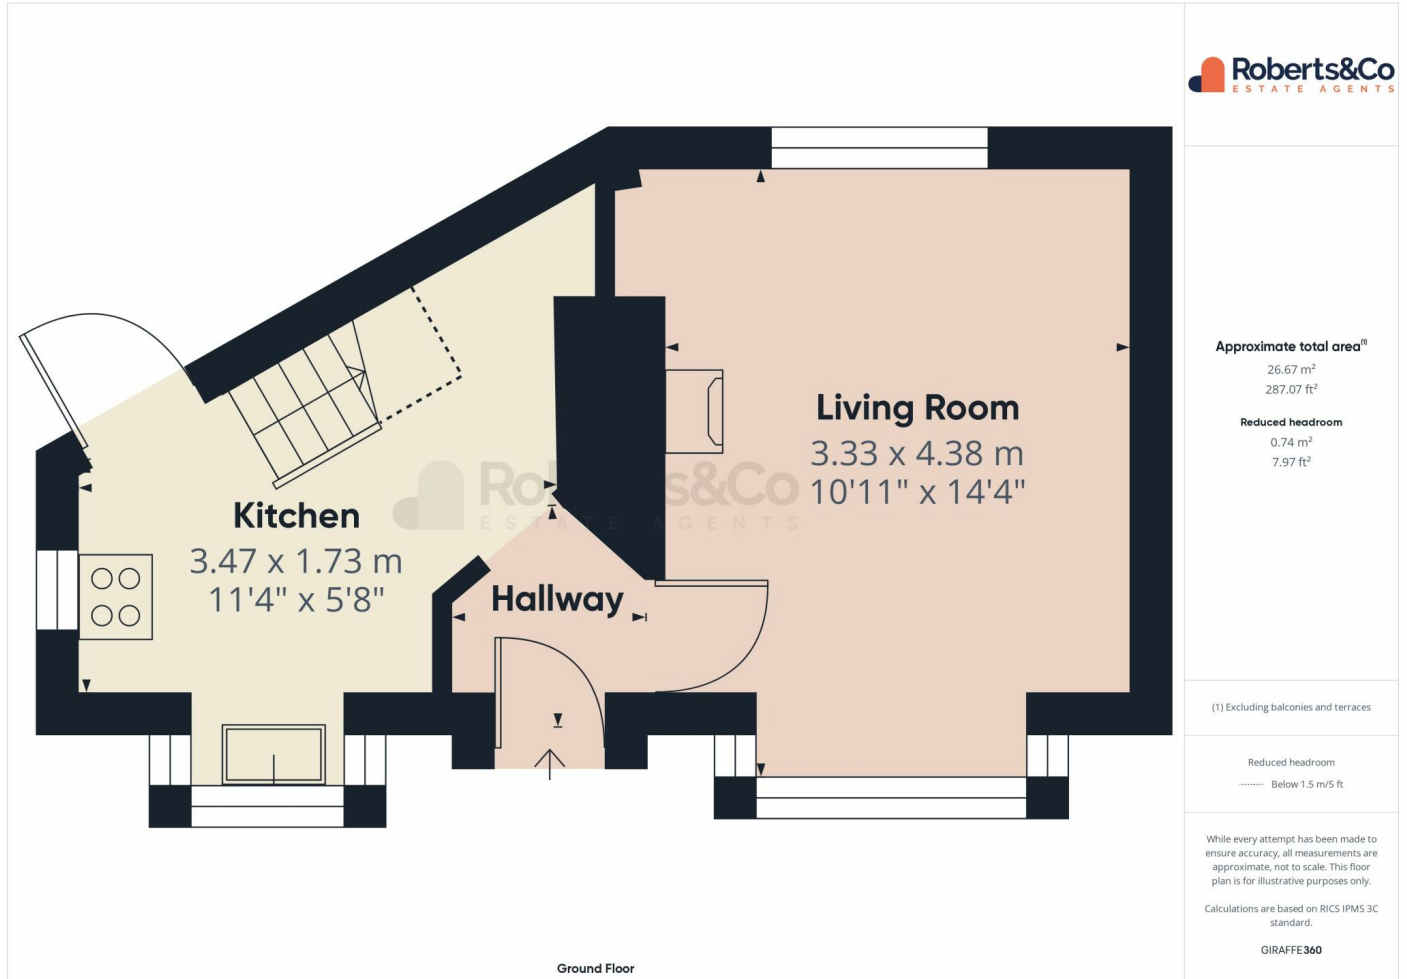 Roberts&Co
ESTATE AGENTS
Approximate total area(1)
26.67 m²
287.07 ft²
Reduced headroom
0.74 m²
7.97 ft²
(1) Excluding balconies and terraces
Reduced headroom
Below 1.5 m/5 ft
While every attempt has been made to
ensure accuracy, all measurements are
approximate, not to scale. This floor
plan is for illustrative purposes only.
Calculations are based on RICS IPMS 3C
standard.
GIRAFFE360
Living Room
3.33 x 4.38 m
10'11" x 14'4"
Roberts&Co
ESTATE AGENTS
Kitchen
3.47 x 1.73 m
11'4" x 5'8"
Hallway
Ground Floor